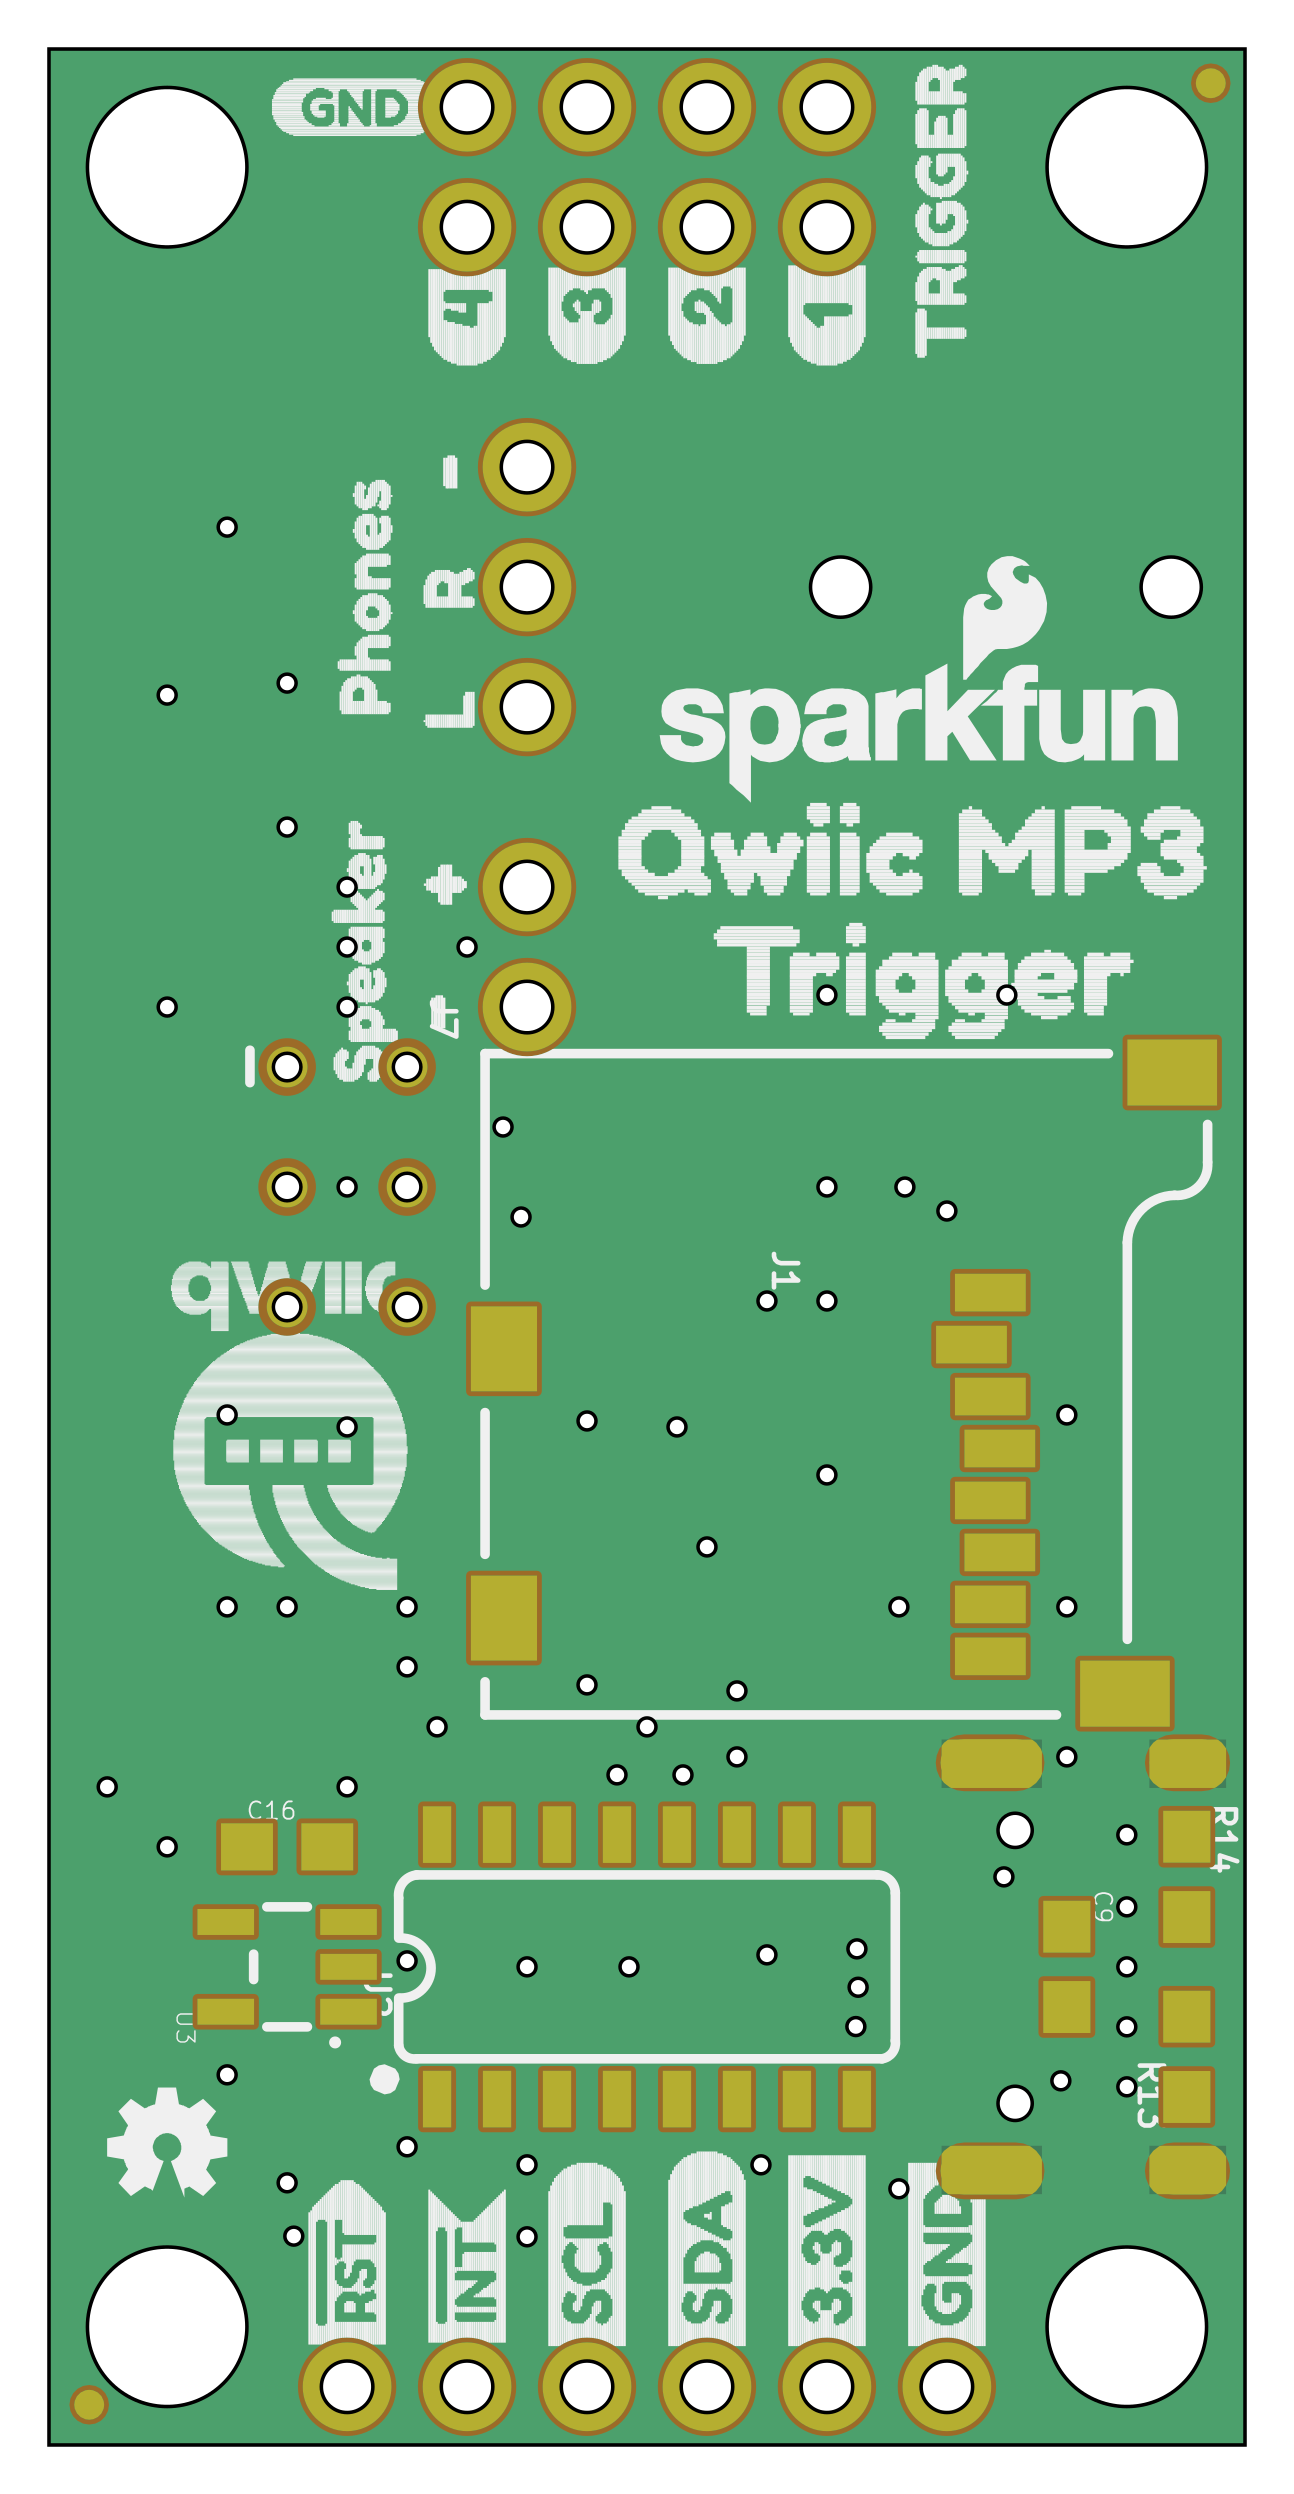 GND
4 3 2 1
TRIGGER
-
R
L
Phones
sparkfun
Qwiic MP3
Trigger
+
Speaker
qwiic
C16
R14
C9
U3
R13
RST
INT
SCL
SDA
3.3V
GND